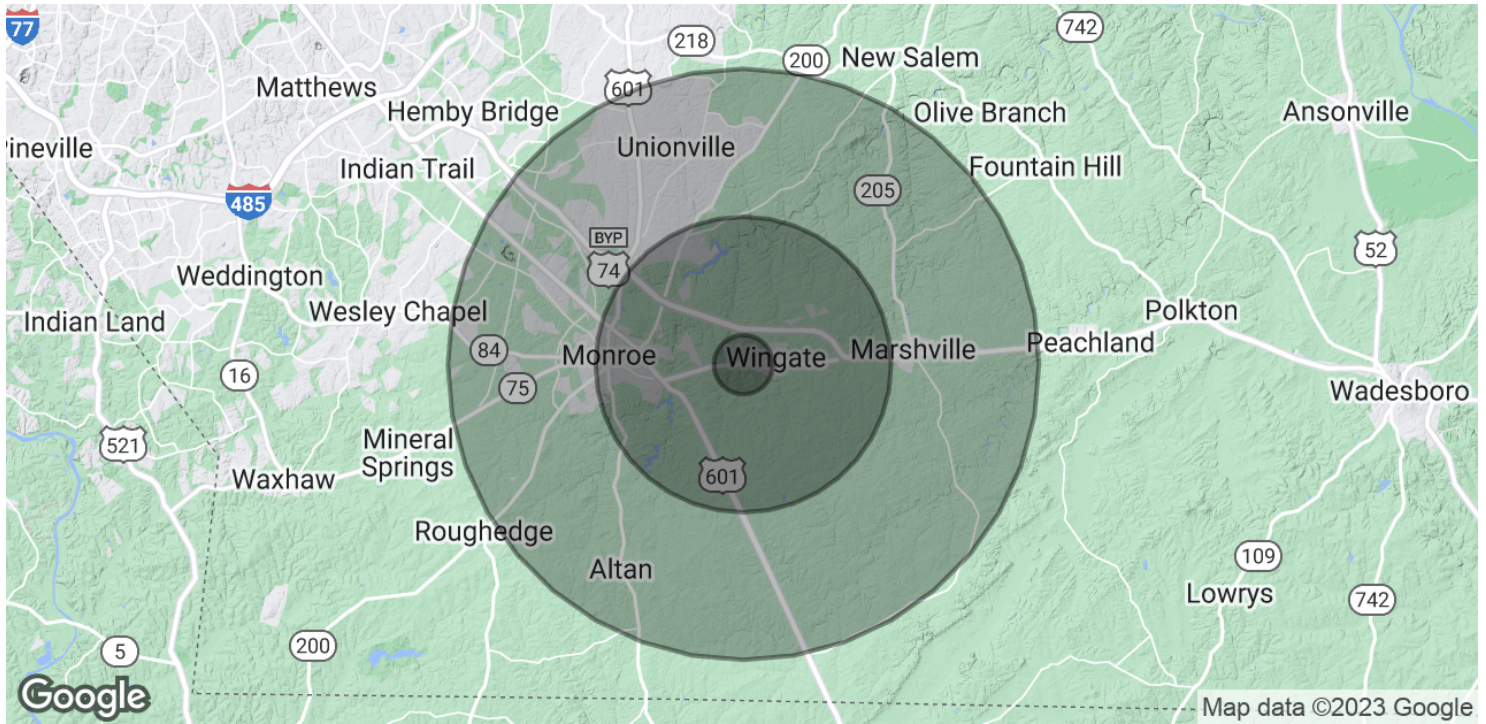 77
742
218
200
New Salem
601
Matthews
Hemby Bridge
Olive Branch
Ansonville
Unionville
Pineville
Indian Trail
Fountain Hill
205
485
BYP
74
52
Weddington
Wesley Chapel
Polkton
Indian Land
Peachland
84
Monroe
Wingate
Marshville
16
75
Wadesboro
521
Mineral
Springs
Waxhaw
601
Roughedge
109
Altan
Lowrys
742
200
5
Google
Map data ©2023 Google